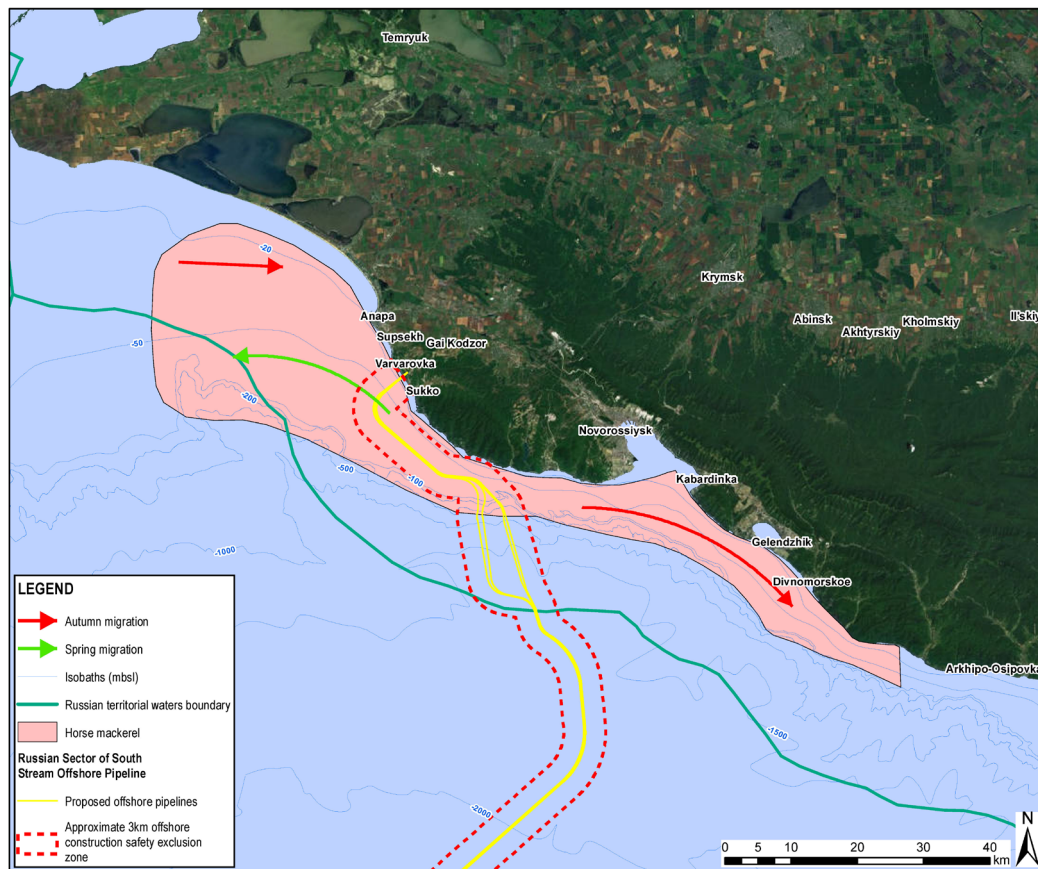 Temryuk
-20
Krymsk
Anapa
Abinsk
Akhtyrskiy
Kholmskiy
Il'skiy
-50
Supsekh
Gai Kodzor
Varvarovka
Sukko
-200
Novorossiysk
-500
-100
Kabardinka
Gelendzhik
-1000
Divnomorskoe
Arkhipo-Osipovka
-1500
-2000
LEGEND
Autumn migration
Spring migration
Isobaths (mbsl)
Russian territorial waters boundary
Horse mackerel
Russian Sector of South
Stream Offshore Pipeline
Proposed offshore pipelines
Approximate 3km offshore
construction safety exclusion
zone
N
0 5 10 20 30 40
km